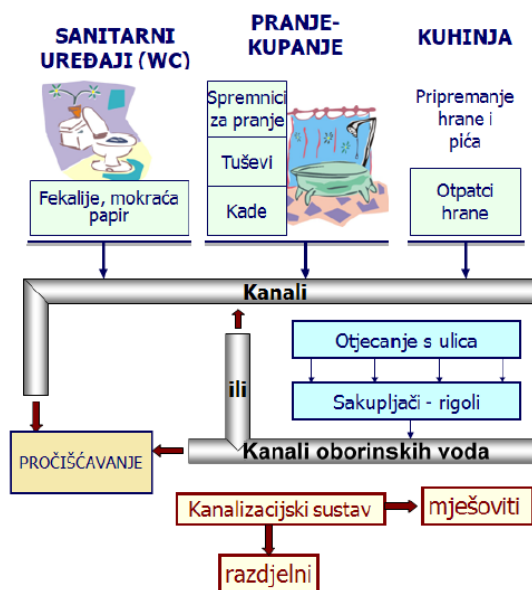 SANITARNI
UREĐAJI (WC)
PRANJE-
KUPANJE
KUHINJA
Spremnici
za pranje
Tuševi
Kade
Pripremanje
hrane i
pića
Fekalije, mokraća
papir
Otpatci
hrane
Kanali
ili
Otjecanje s ulica
Sakupljači - rigoli
Kanali oborinskih voda
PROČIŠĆAVANJE
Kanalizacijski sustav
mješoviti
razdjelni